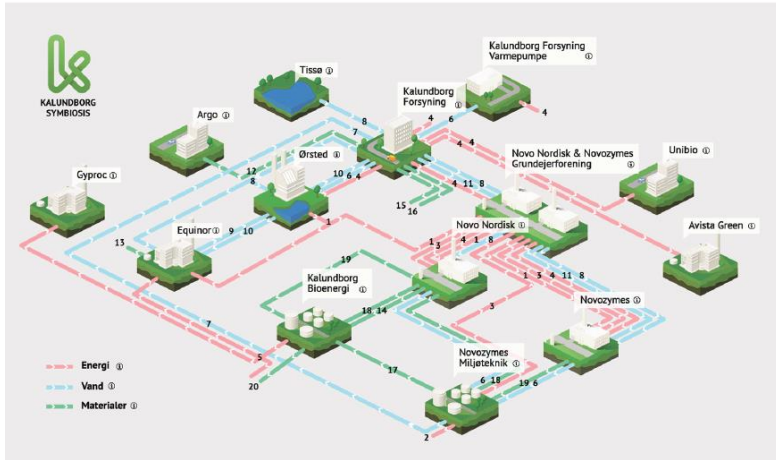 KALUNDBORG
SYMBIOSIS
Tissø
Kalundborg Forsyning
Varmepumpe
Kalundborg
Forsyning
Argo
Ørsted
Novo Nordisk & Novozymes
Grundejerforening
Unibio
Gyproc
Equinor
Novo Nordisk
Avista Green
Kalundborg
Bioenergi
Novozymes
Novozymes
Miljøteknik
Energi
Vand
Materialer
4
6
4
8
7
4
4
12
8
10 6 4
4 11 8
15
16
9 10
1
13
1 3 4 1 8
1 3 4 11 8
19
3
18 14
7
5
17
20
6 18
19 6
2